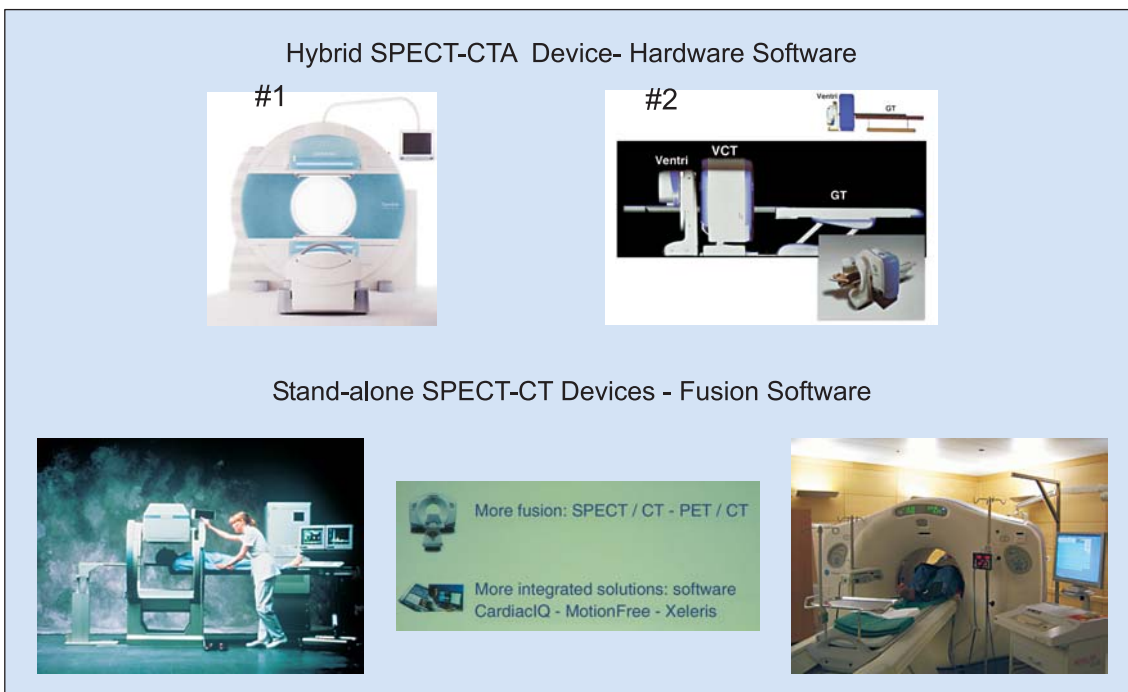 Hybrid SPECT-CTA Device- Hardware Software
#1
#2
Ventri
GT
VCT
Ventri
GT
Stand-alone SPECT-CT Devices - Fusion Software
More fusion: SPECT / CT - PET / CT
More integrated solutions: software
CardiacIQ - MotionFree - Xeleris